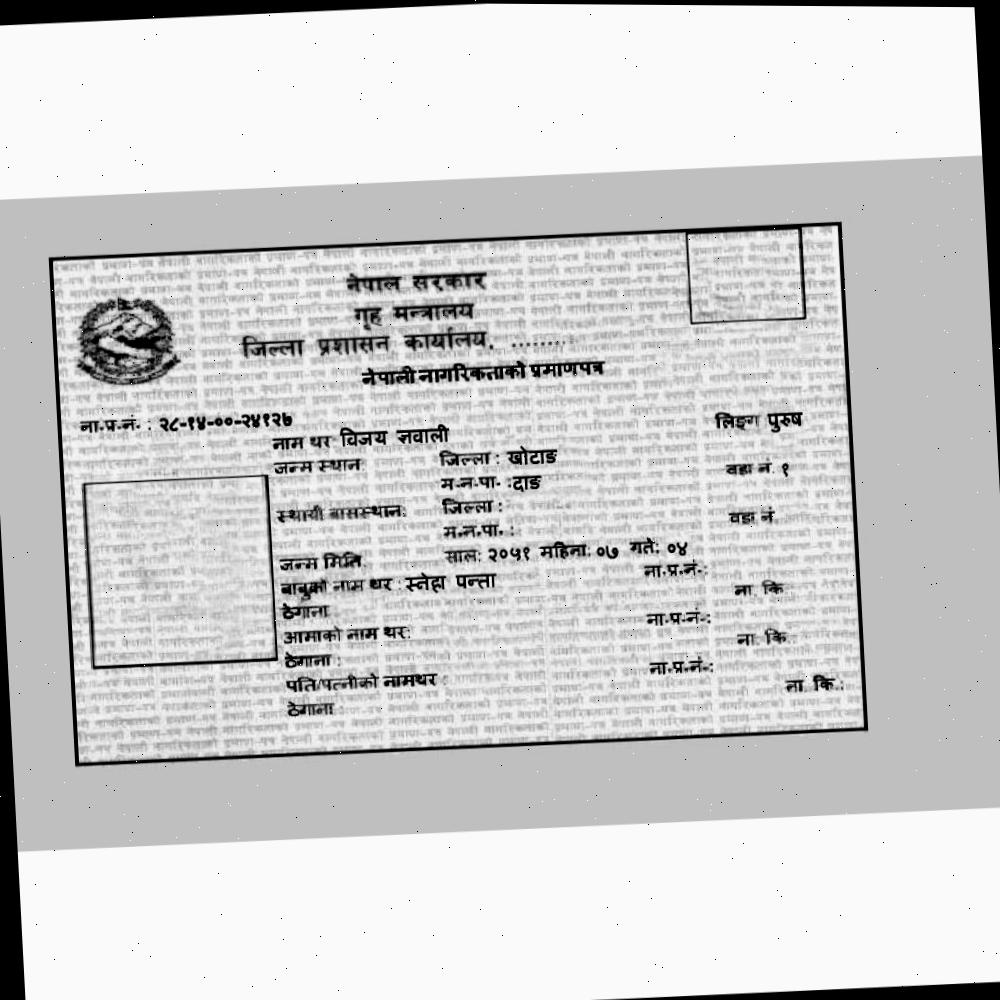 नेपाल सरकार
गृह मन्त्रालय
जिल्ला प्रशासन कार्यालय, ........
नेपाली नागरिकताको प्रमाणपत्र
ना.प्र.नं. : २८-१४-००-२४१२७
लिङ्ग पुरुष
नाम थर विजय ज्ञवाली
जन्म स्थान: जिल्ला : खोटाङ
वडा नं. १
म.न.पा. :दाङ
स्थायी बासस्थान: जिल्ला :
वडा नं
म.न.पा. :
जन्म मिति: साल: २०५१ महिना: ०७ गते: ०४
ना.प्र.नं.:
बाबुको नाम थर : स्नेहा पन्ता
ना. कि.
ठेगाना
ना.प्र.नं.:
आमाको नाम थर:
ना. कि.:
ठेगाना :
ना.प्र.नं.:
पति/पत्नीको नामथर :
ना. कि.:
ठेगाना :